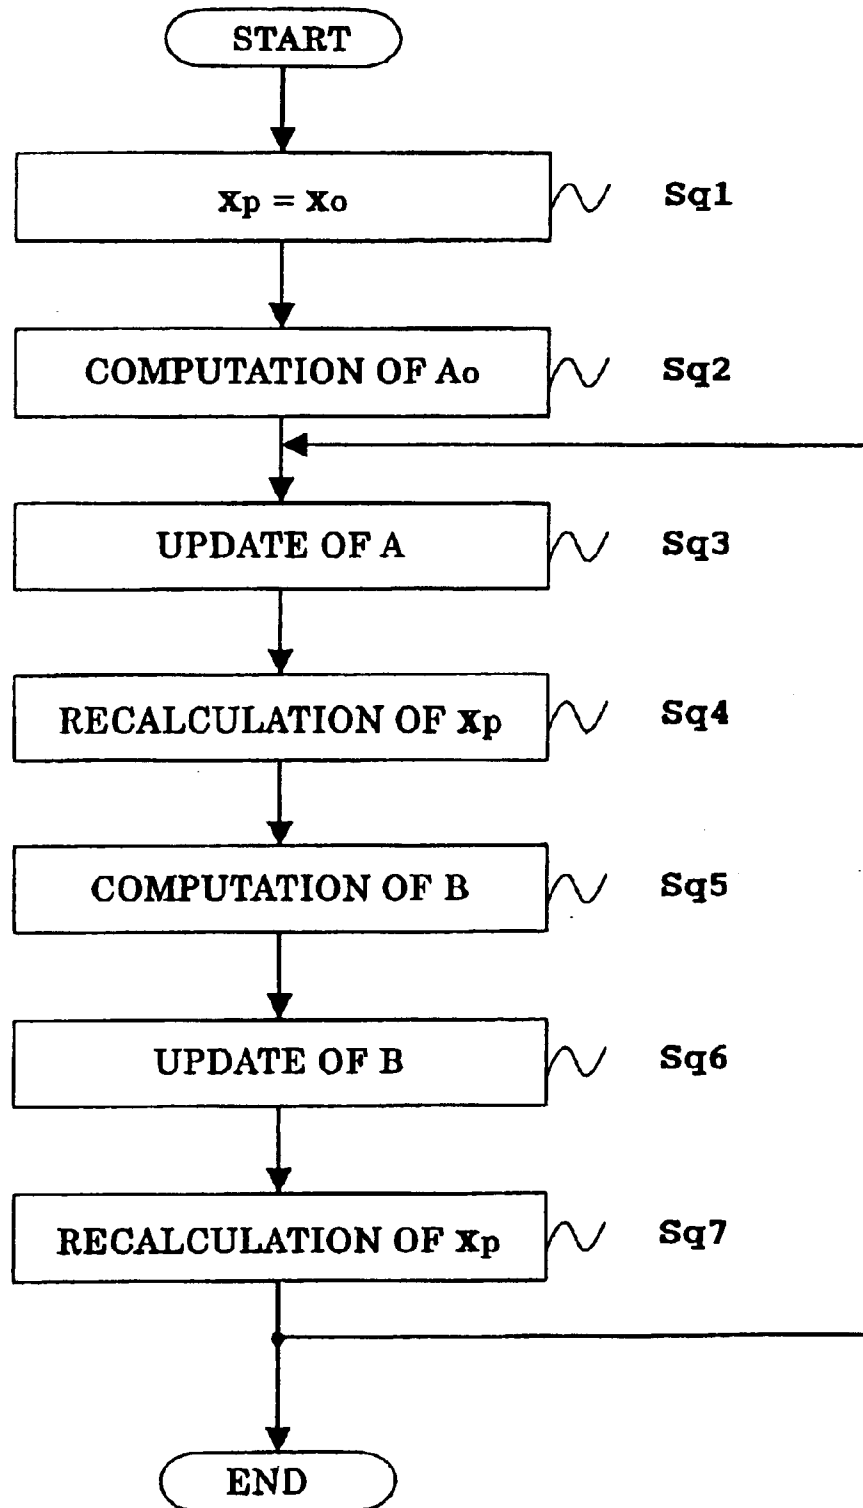 START
xp = xo Sq1
COMPUTATION OF Ao Sq2
UPDATE OF A Sq3
RECALCULATION OF xp Sq4
COMPUTATION OF B Sq5
UPDATE OF B Sq6
RECALCULATION OF xp Sq7
END